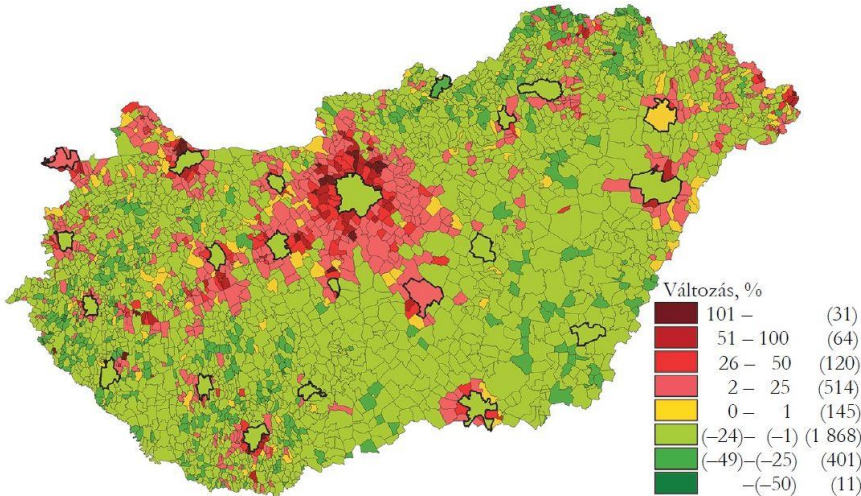 Változás, %
101 – (31)
51 – 100 (64)
26 – 50 (120)
2 – 25 (514)
0 – 1 (145)
(–24)– (–1) (1 868)
(–49)–(–25) (401)
–(–50) (11)